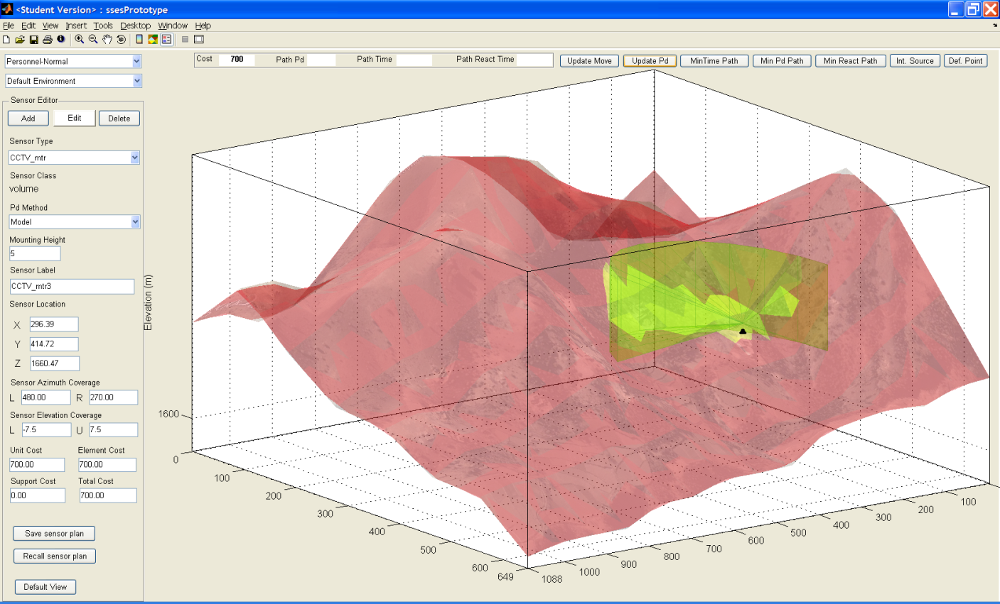 <Student Version> : ssesPrototype
File Edit View Insert Tools Desktop Window Help
Personnel-Normal
Default Environment
Cost 700 Path Pd Path Time Path React Time
Update Move Update Pd MinTime Path Min Pd Path Min React Path Int. Source Def. Point
Sensor Editor
Add Edit Delete
Sensor Type
CCTV_mtr
Sensor Class
volume
Pd Method
Model
Mounting Height
5
Sensor Label
CCTV_mtr3
Sensor Location
X 296.39
Y 414.72
Z 1660.47
Sensor Azimuth Coverage
L 480.00 R 270.00
Sensor Elevation Coverage
L -7.5 U 7.5
Unit Cost Element Cost
700.00 700.00
Support Cost Total Cost
0.00 700.00
Save sensor plan
Recall sensor plan
Default View
Elevation (m)
1600
0
100
200
300
400
500
600
649
1088
1000
900
800
700
600
500
400
300
200
100